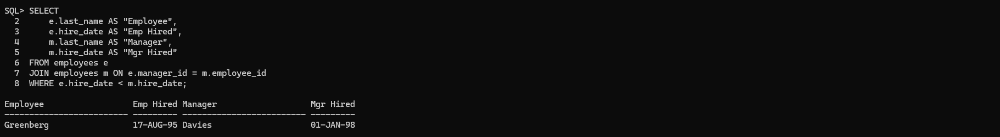 SQL> SELECT
  2      e.last_name AS "Employee",
  3      e.hire_date AS "Emp Hired",
  4      m.last_name AS "Manager",
  5      m.hire_date AS "Mgr Hired"
  6  FROM employees e
  7  JOIN employees m ON e.manager_id = m.employee_id
  8  WHERE e.hire_date < m.hire_date;

Employee                  Emp Hired Manager                   Mgr Hired
------------------------- --------- ------------------------- ---------
Greenberg                 17-AUG-95 Davies                    01-JAN-98